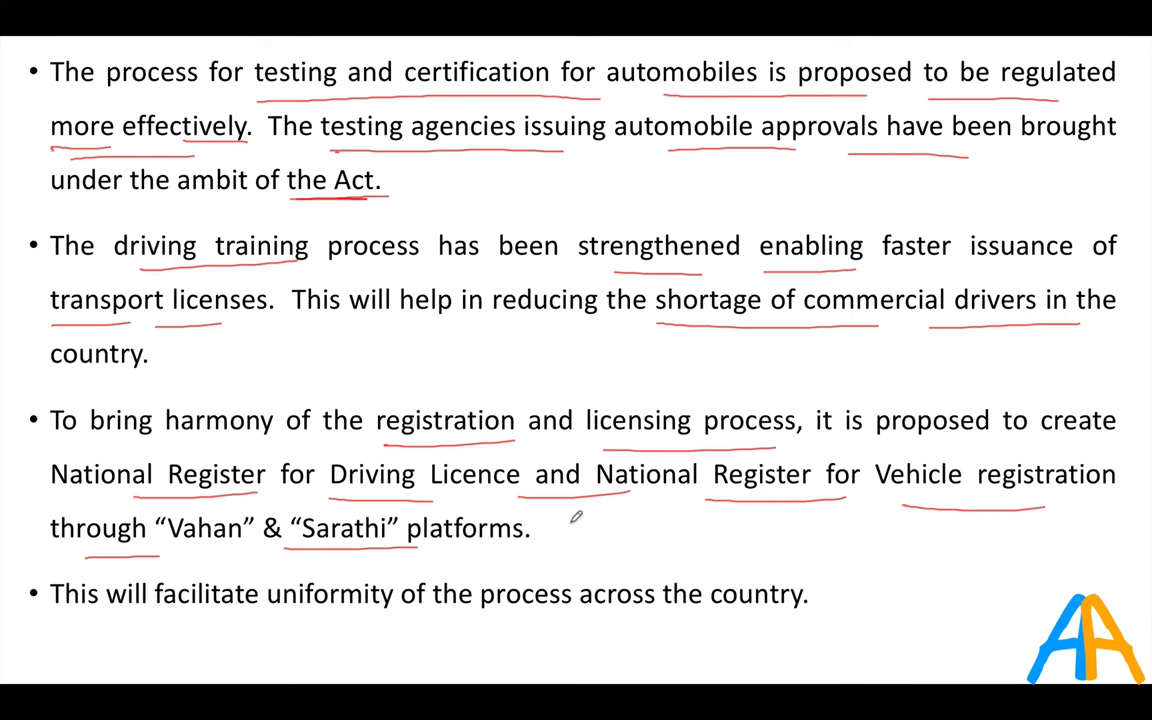 • The process for testing and certification for automobiles is proposed to be regulated
more effectively. The testing agencies issuing automobile approvals have been brought
under the ambit of the Act.
• The driving training process has been strengthened enabling faster issuance of
transport licenses. This will help in reducing the shortage of commercial drivers in the
country.
• To bring harmony of the registration and licensing process, it is proposed to create
National Register for Driving Licence and National Register for Vehicle registration
through “Vahan” & “Sarathi” platforms.
• This will facilitate uniformity of the process across the country.
AA